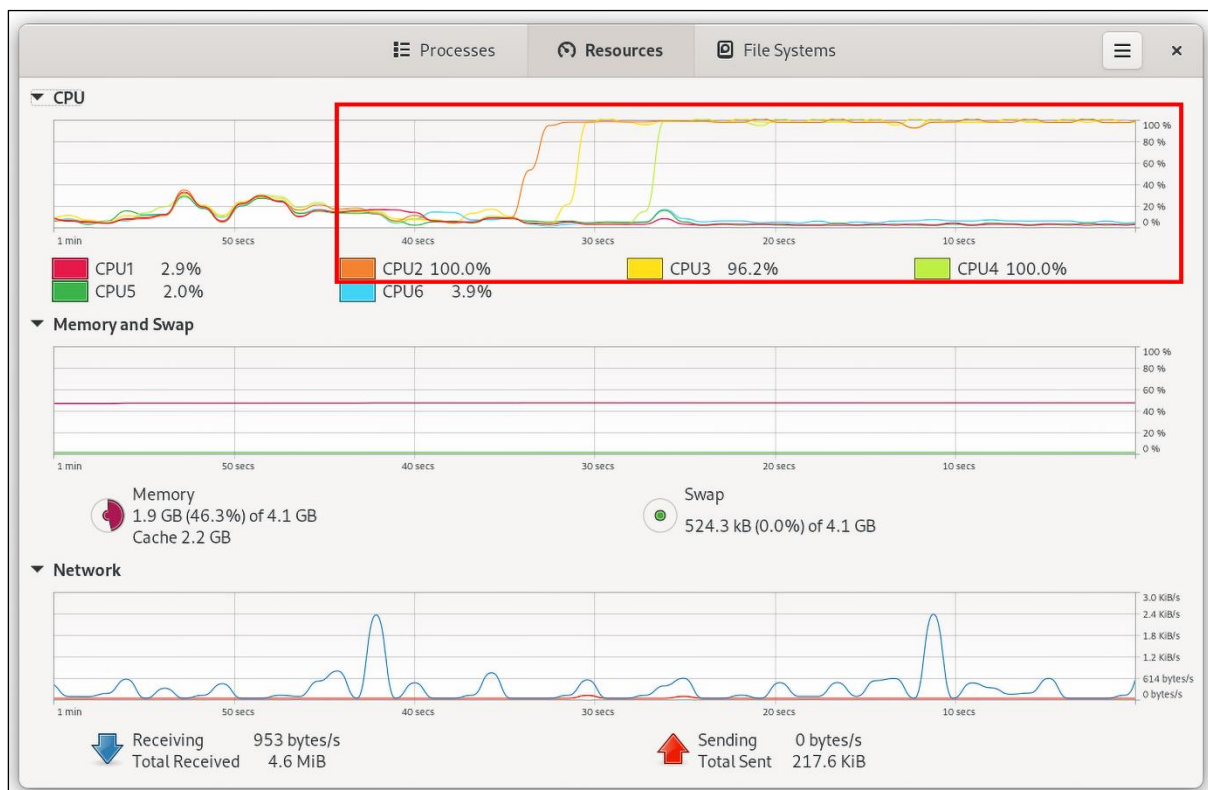 Processes Resources File Systems
CPU
100 %
80 %
60 %
40 %
20 %
0 %
1 min 50 secs 40 secs 30 secs 20 secs 10 secs
CPU1 2.9% CPU2 100.0% CPU3 96.2% CPU4 100.0%
CPU5 2.0% CPU6 3.9%
Memory and Swap
100 %
80 %
60 %
40 %
20 %
0 %
1 min 50 secs 40 secs 30 secs 20 secs 10 secs
Memory Swap
1.9 GB (46.3%) of 4.1 GB 524.3 kB (0.0%) of 4.1 GB
Cache 2.2 GB
Network
3.0 KiB/s
2.4 KiB/s
1.8 KiB/s
1.2 KiB/s
614 bytes/s
0 bytes/s
1 min 50 secs 40 secs 30 secs 20 secs 10 secs
Receiving 953 bytes/s Sending 0 bytes/s
Total Received 4.6 MiB Total Sent 217.6 KiB